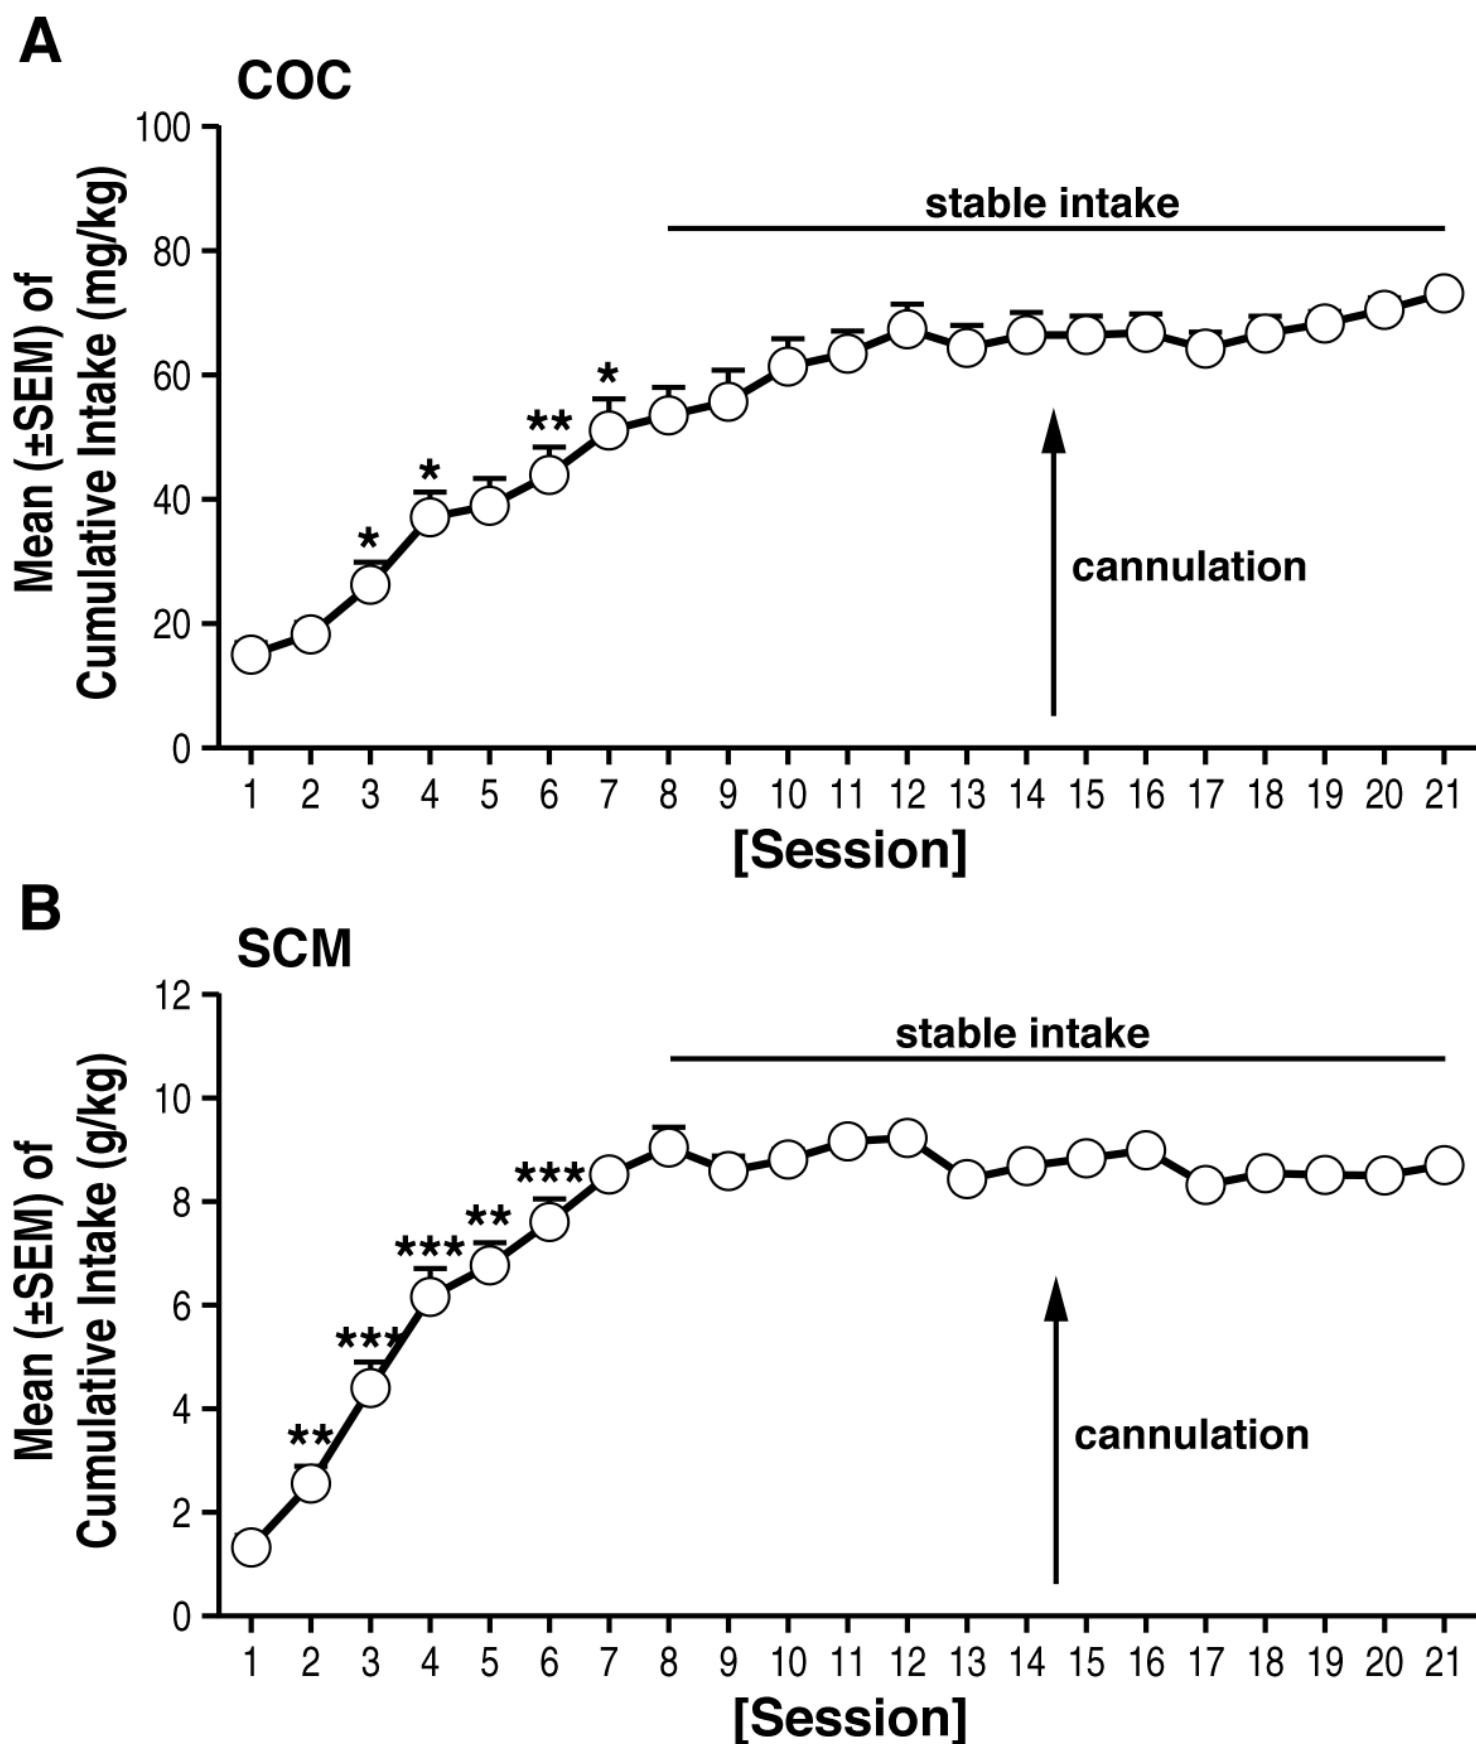 A
COC
Mean (±SEM) of
Cumulative Intake (mg/kg)
100
80
60
40
20
0
stable intake
*
*
**
*
cannulation
1 2 3 4 5 6 7 8 9 10 11 12 13 14 15 16 17 18 19 20 21
[Session]
B
SCM
Mean (±SEM) of
Cumulative Intake (g/kg)
12
10
8
6
4
2
0
stable intake
**
***
***
**
***
cannulation
1 2 3 4 5 6 7 8 9 10 11 12 13 14 15 16 17 18 19 20 21
[Session]